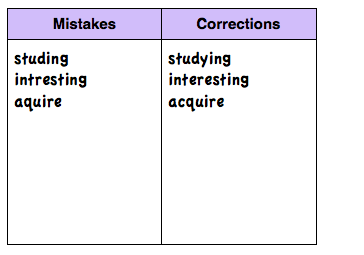 Mistakes Corrections
studing studying
intresting interesting
aquire acquire